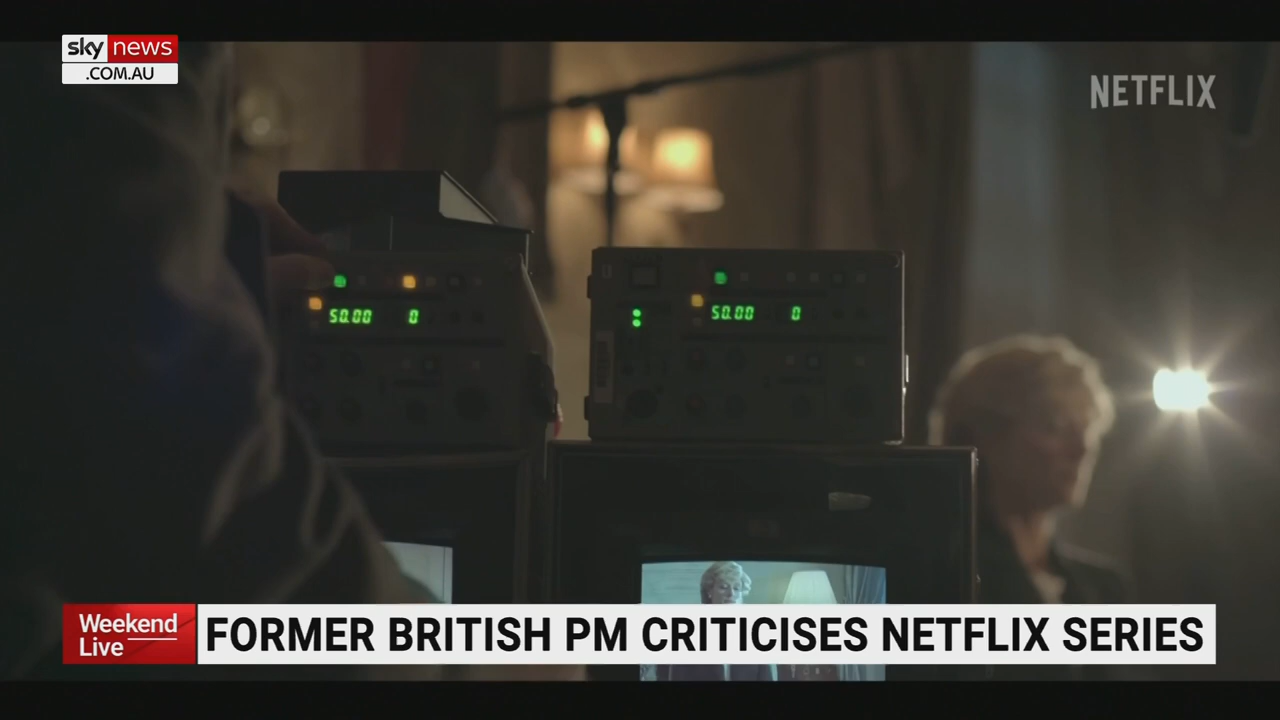 sky news
.COM.AU
NETFLIX
50.00 0
50.00 0
Weekend
Live
FORMER BRITISH PM CRITICISES NETFLIX SERIES